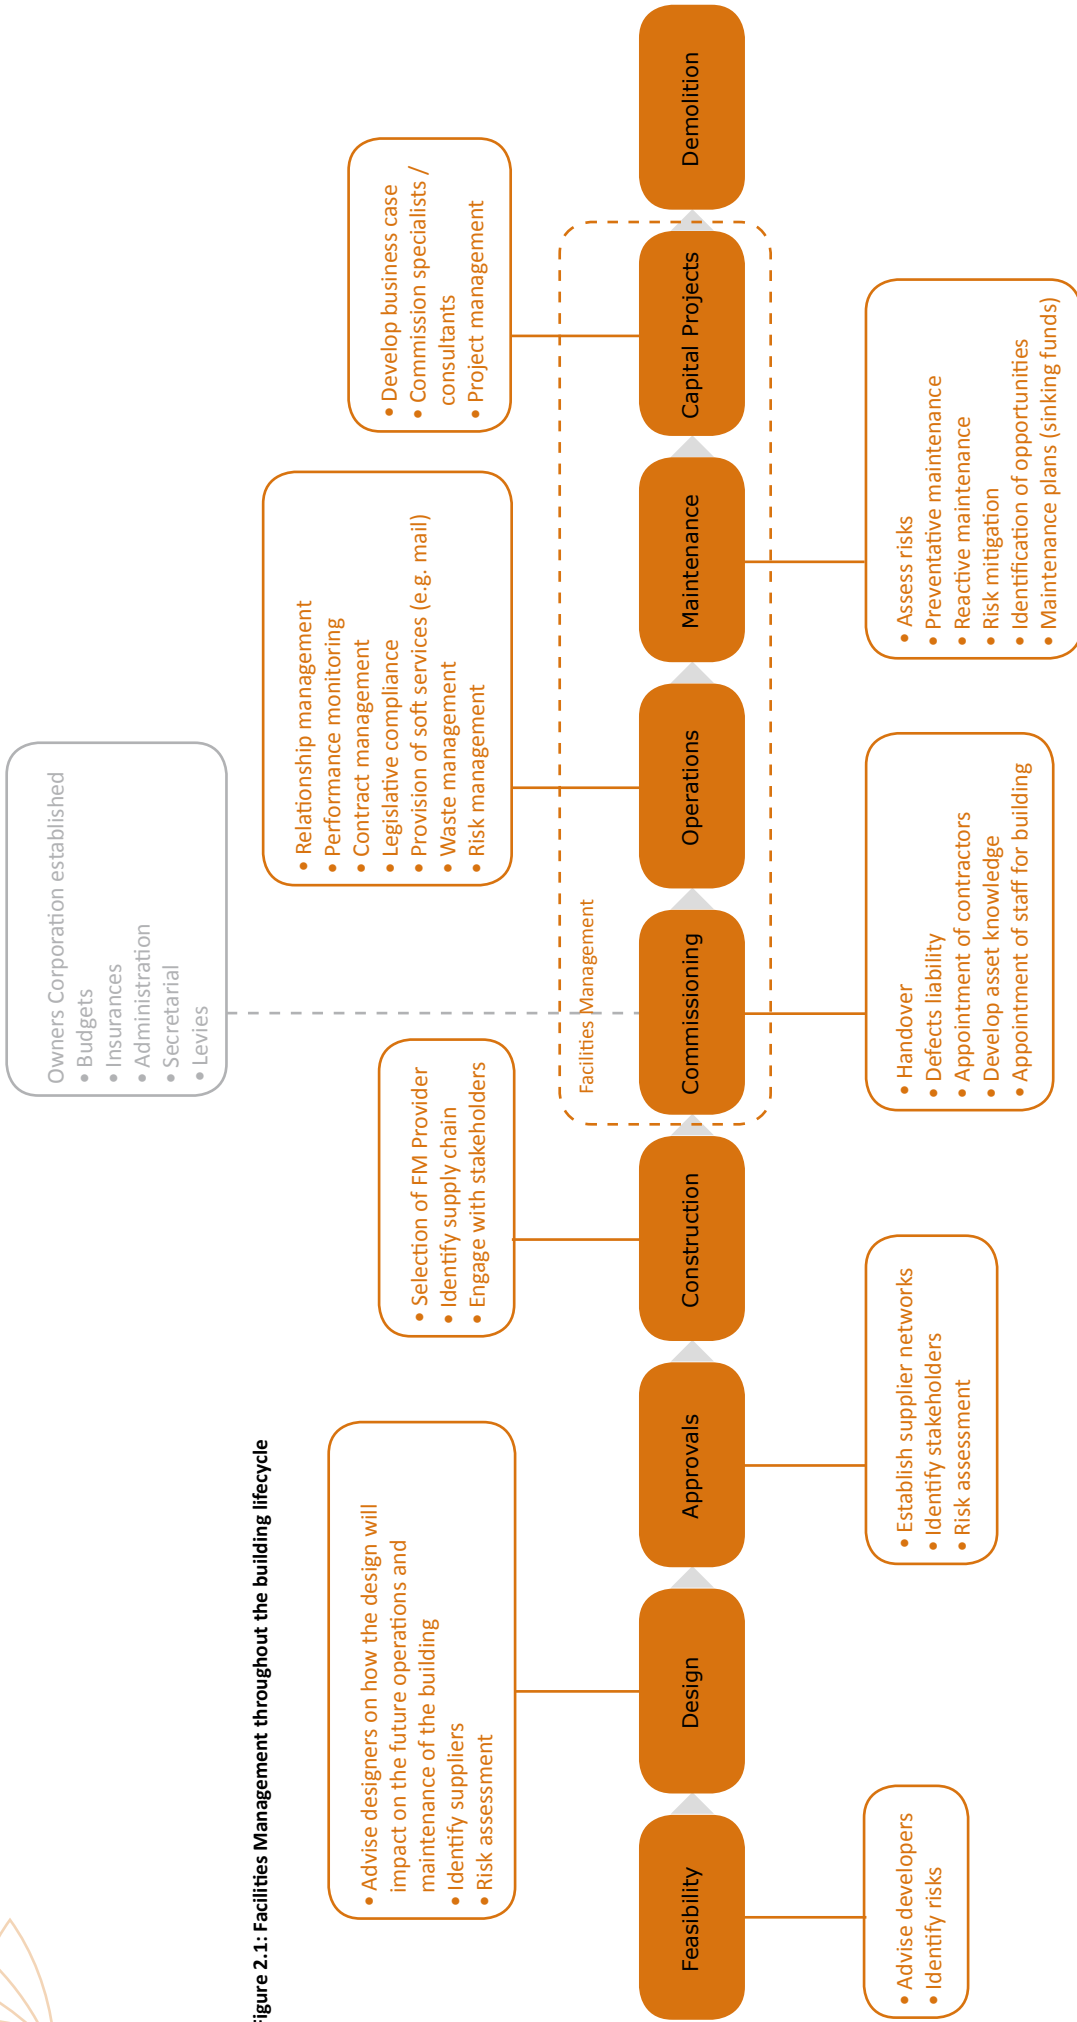 Figure 2.1: Facilities Management throughout the building lifecycle
Owners Corporation established
• Budgets
• Insurances
• Administration
• Secretarial
• Levies
• Advise designers on how the design will
impact on the future operations and
maintenance of the building
• Identify suppliers
• Risk assessment
• Selection of FM Provider
• Identify supply chain
• Engage with stakeholders
• Relationship management
• Performance monitoring
• Contract management
• Legislative compliance
• Provision of soft services (e.g. mail)
• Waste management
• Risk management
• Develop business case
• Commission specialists /
consultants
• Project management
Facilities Management
Feasibility
Design
Approvals
Construction
Commissioning
Operations
Maintenance
Capital Projects
Demolition
• Advise developers
• Identify risks
• Establish supplier networks
• Identify stakeholders
• Risk assessment
• Handover
• Defects liability
• Appointment of contractors
• Develop asset knowledge
• Appointment of staff for building
• Assess risks
• Preventative maintenance
• Reactive maintenance
• Risk mitigation
• Identification of opportunities
• Maintenance plans (sinking funds)